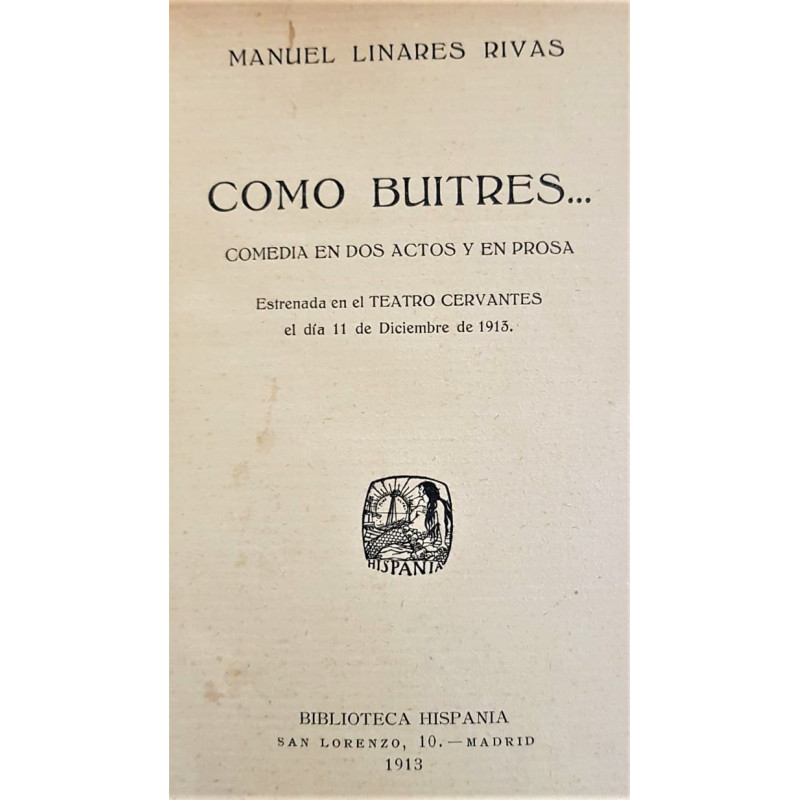 MANUEL LINARES RIVAS
COMO BUITRES...
COMEDIA EN DOS ACTOS Y EN PROSA
Estrenada en el TEATRO CERVANTES
el día 11 de Diciembre de 1913.
HISPANIA
BIBLIOTECA HISPANIA
SAN LORENZO, 10.—MADRID
1913